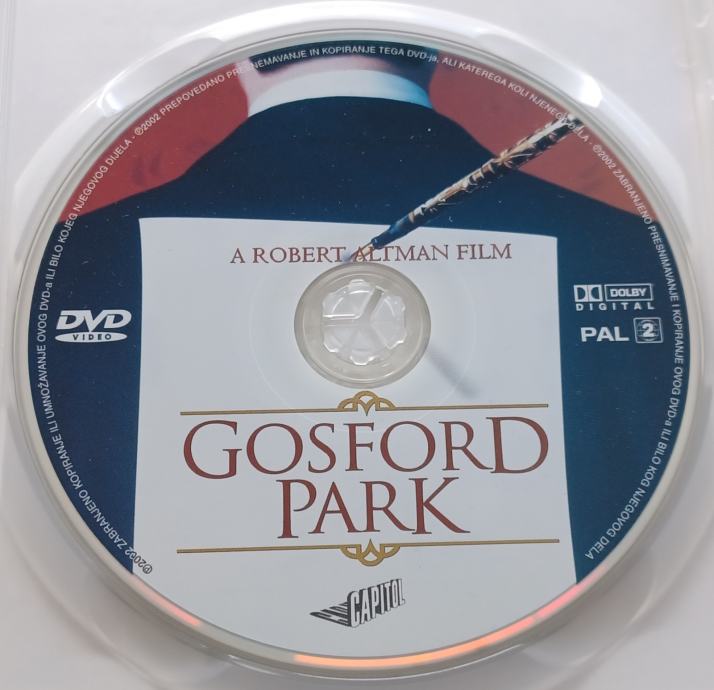 ©2002 ZABRANJENO KOPIRANJE ILI UMNOŽAVANJE OVOG DVD-a ILI BILO KOJEG NJEGOVOG DIJELA - ©2002 PREPOVEDANO PRESNEMAVANJE IN KOPIRANJE TEGA DVD-ja, ALI KATEREGA KOLI NJENEGA DELA - ©2002 ZABRANJENO PRESNIMAVANJE I KOPIRANJE OVOG DVD-a ILI BILO KOG NJEGOVOG DELA
A ROBERT ALTMAN FILM
DVD
VIDEO
DOLBY
DIGITAL
PAL 2
GOSFORD
PARK
CAPITOL